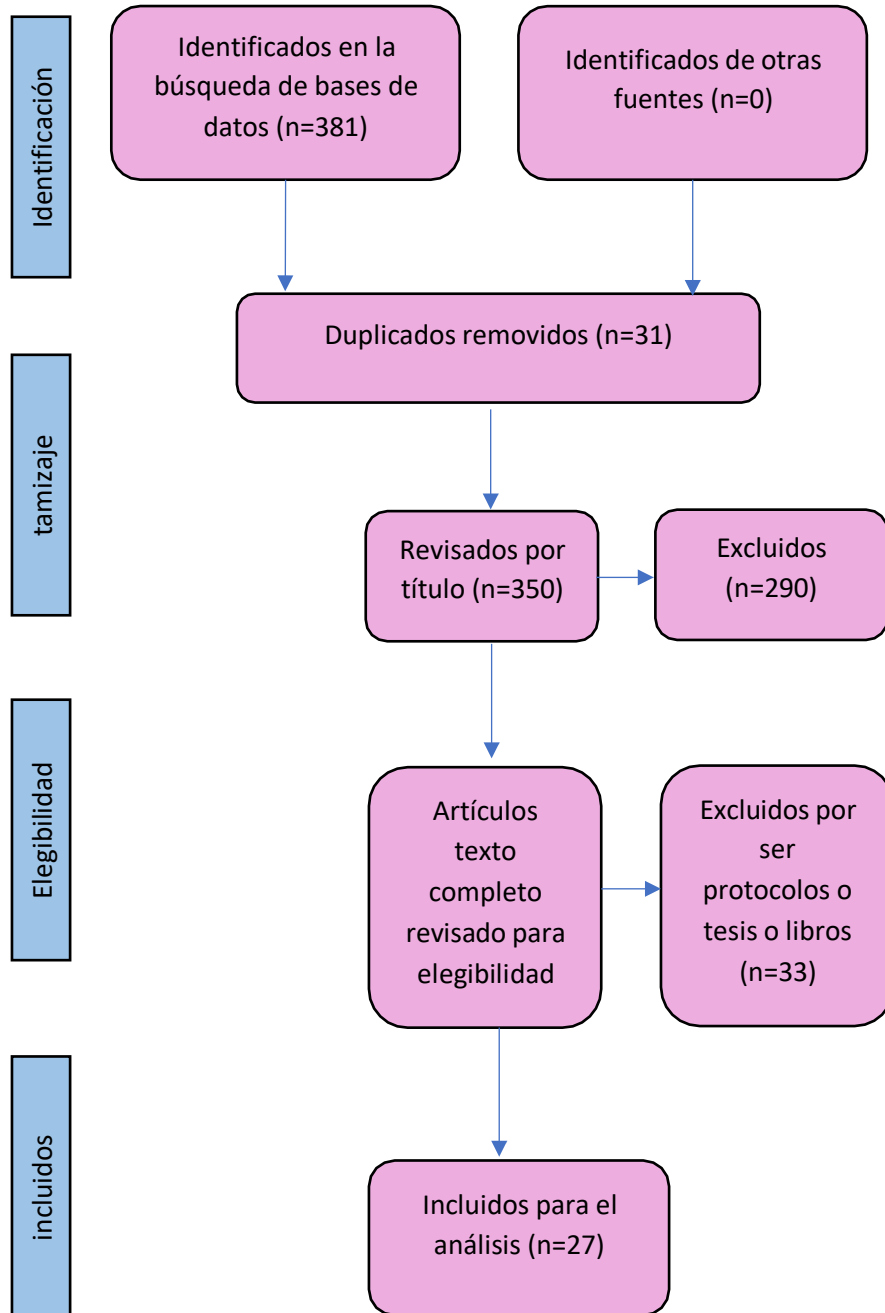 Identificación
Identificados en la
búsqueda de bases de
datos (n=381)
Identificados de otras
fuentes (n=0)
Duplicados removidos (n=31)
tamizaje
Revisados por
título (n=350)
Excluidos
(n=290)
Elegibilidad
Artículos
texto
completo
revisado para
elegibilidad
Excluidos por
ser
protocolos o
tesis o libros
(n=33)
incluidos
Incluidos para el
análisis (n=27)